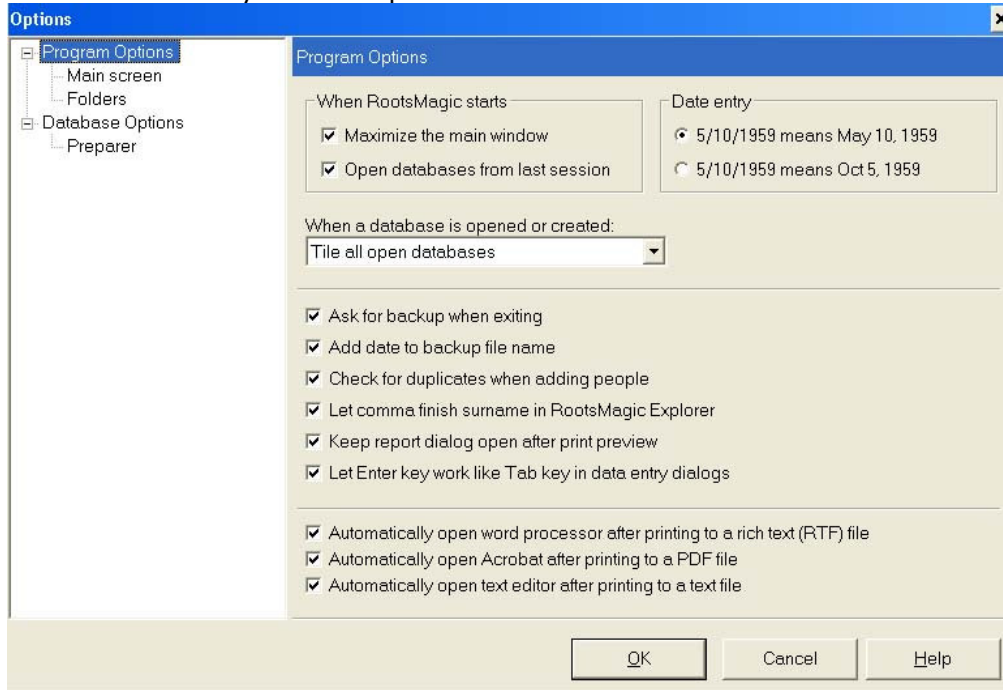 Options
Program Options
Main screen
Folders
Database Options
Preparer
Program Options
When RootsMagic starts
Maximize the main window
Open databases from last session
Date entry
5/10/1959 means May 10, 1959
5/10/1959 means Oct 5, 1959
When a database is opened or created:
Tile all open databases
Ask for backup when exiting
Add date to backup file name
Check for duplicates when adding people
Let comma finish surname in RootsMagic Explorer
Keep report dialog open after print preview
Let Enter key work like Tab key in data entry dialogs
Automatically open word processor after printing to a rich text (RTF) file
Automatically open Acrobat after printing to a PDF file
Automatically open text editor after printing to a text file
OK
Cancel
Help